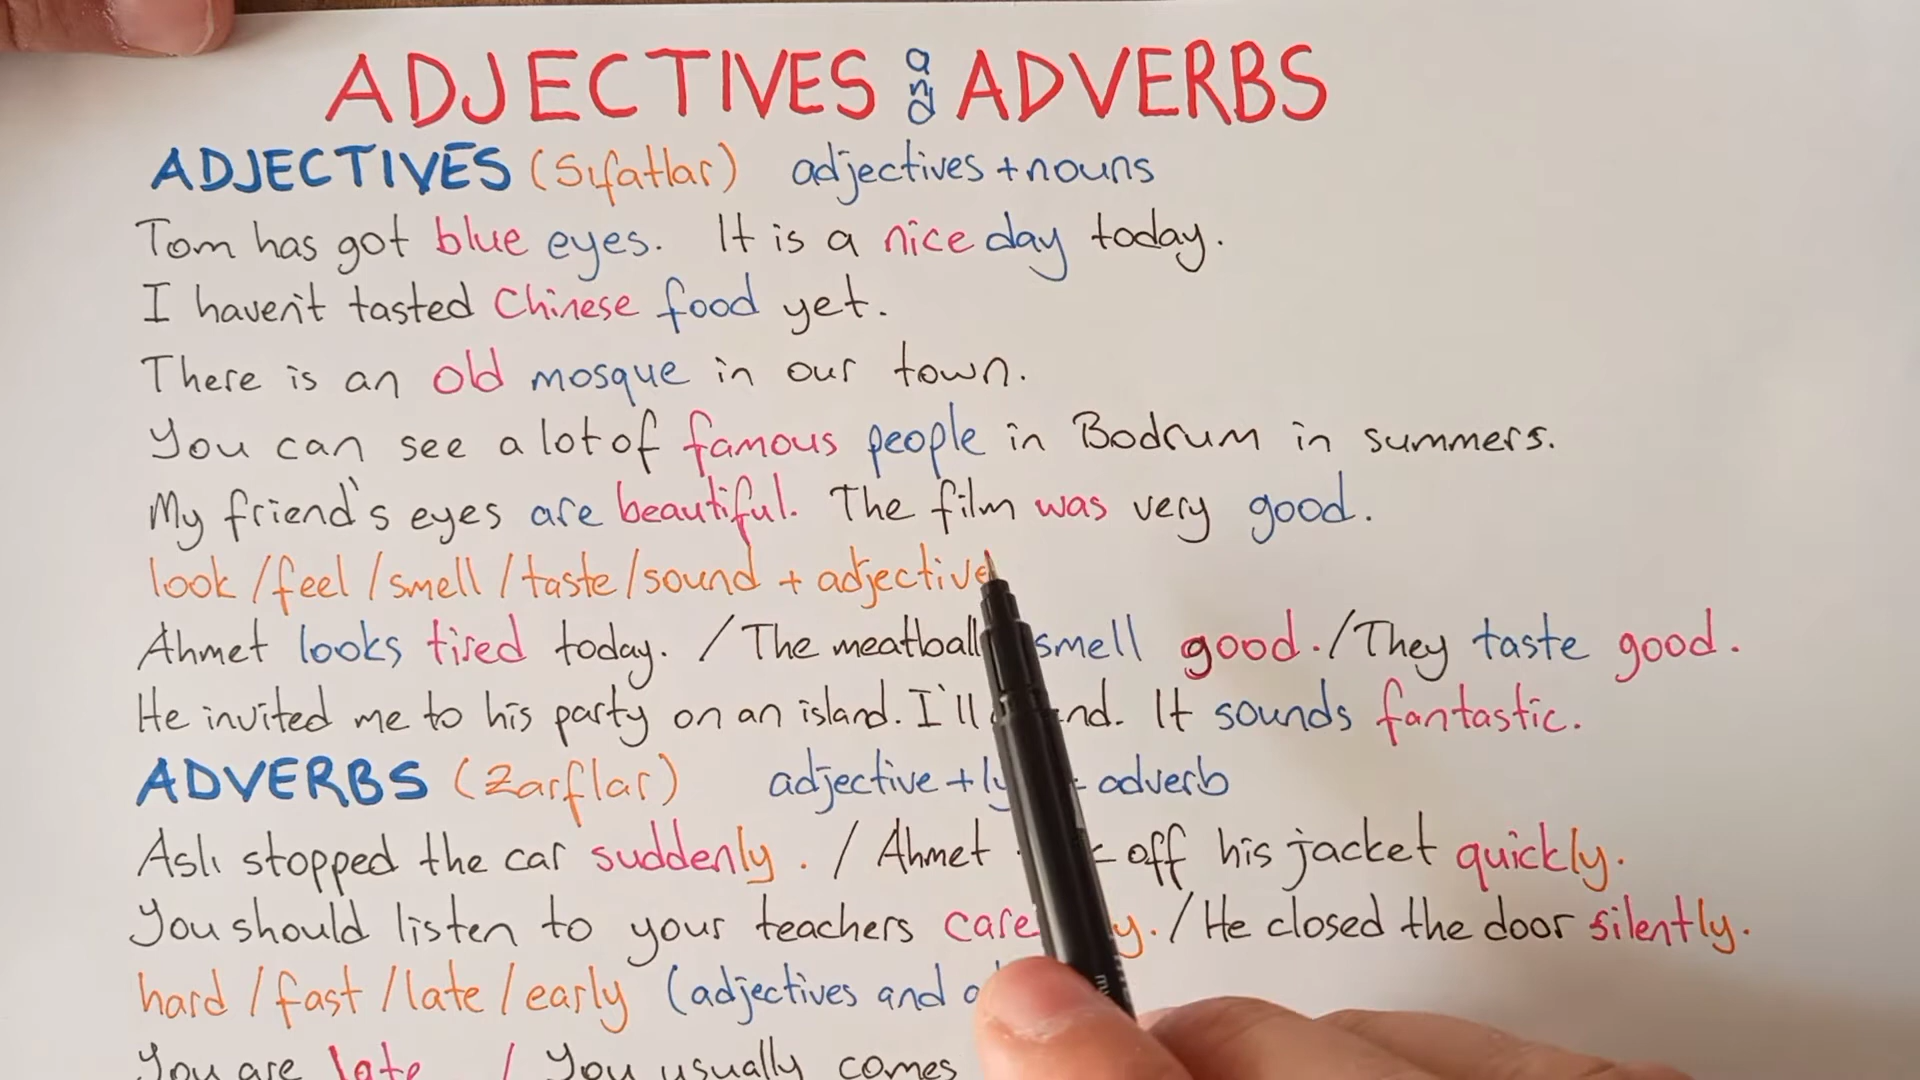 ADJECTIVES and ADVERBS
ADJECTIVES (Sıfatlar) adjectives + nouns
Tom has got blue eyes. It is a nice day today.
I haven't tasted Chinese food yet.
There is an old mosque in our town.
You can see a lot of famous people in Bodrum in summers.
My friend's eyes are beautiful. The film was very good.
look / feel / smell / taste / sound + adjective
Ahmet looks tired today. / The meatball smell good. / They taste good.
He invited me to his party on an island. I'll It sounds fantastic.
ADVERBS (Zarflar) adjective + ly adverb
Aslı stopped the car suddenly. / Ahmet off his jacket quickly.
You should listen to your teachers / He closed the door silently.
hard / fast / late / early (adjectives and
You are late / You usually comes